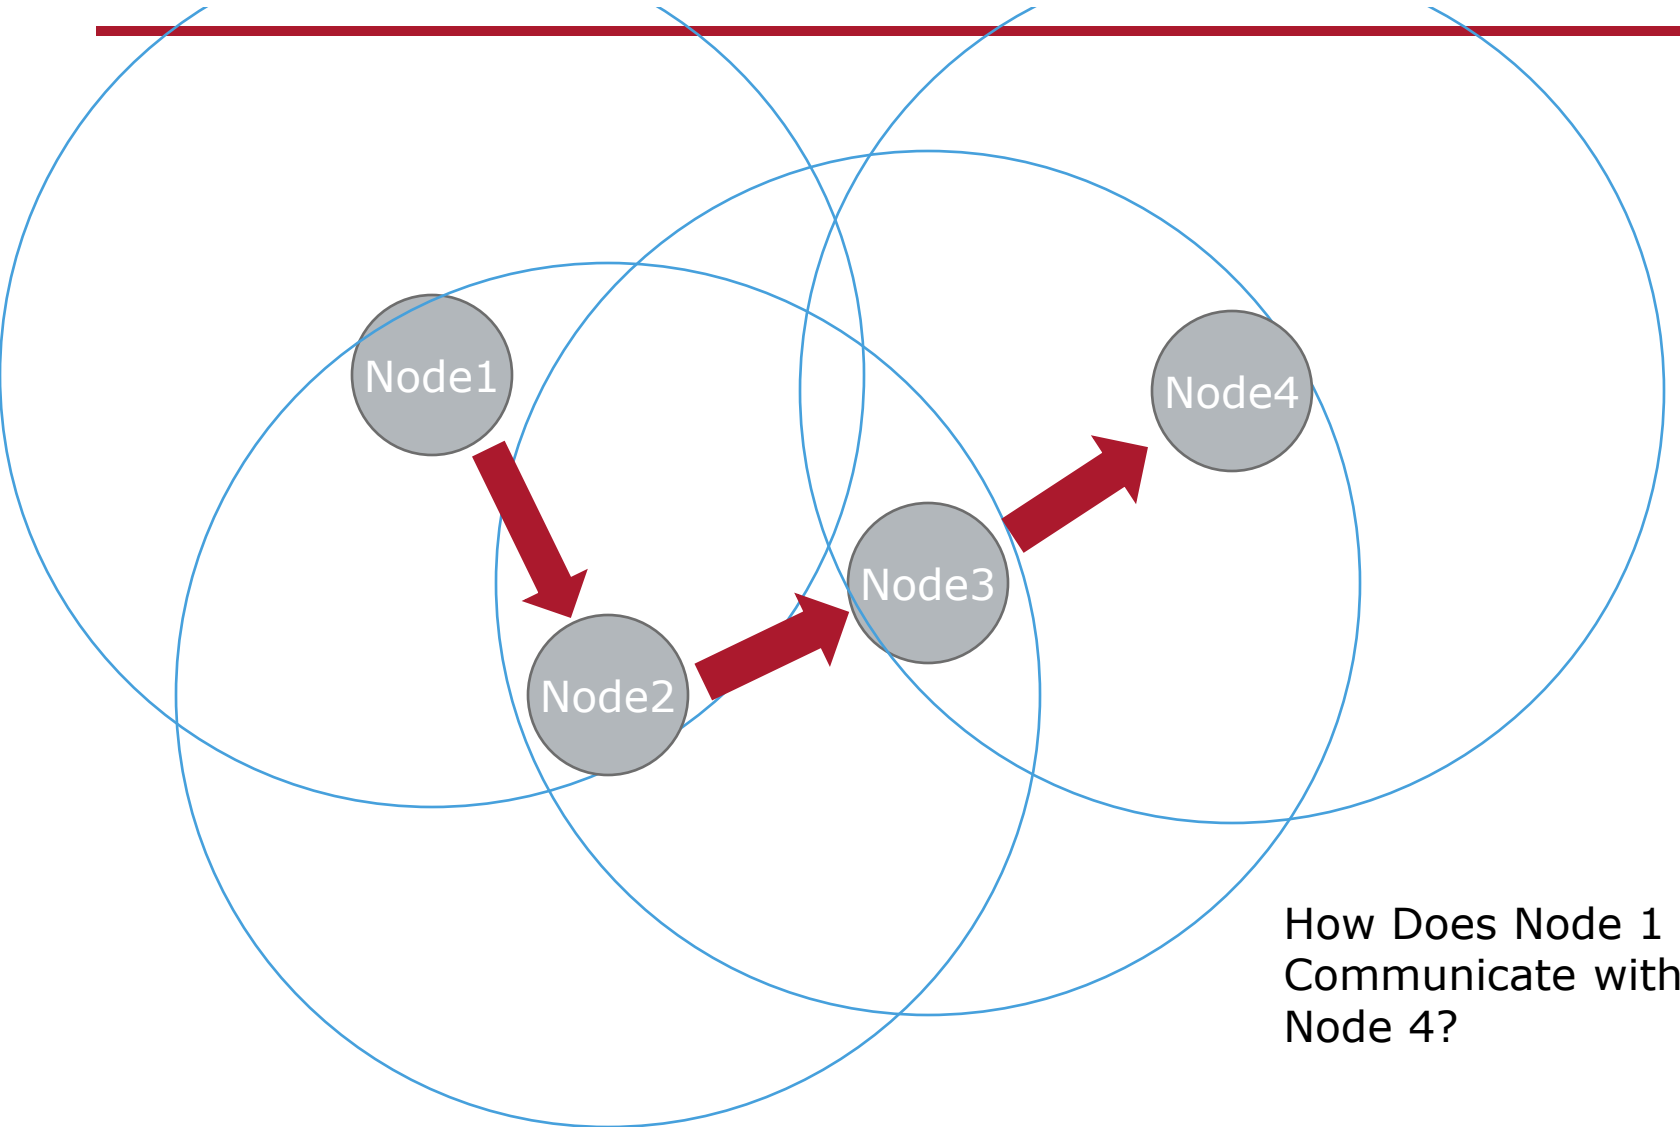 Node1
Node4
Node3
Node2
How Does Node 1
Communicate with
Node 4?